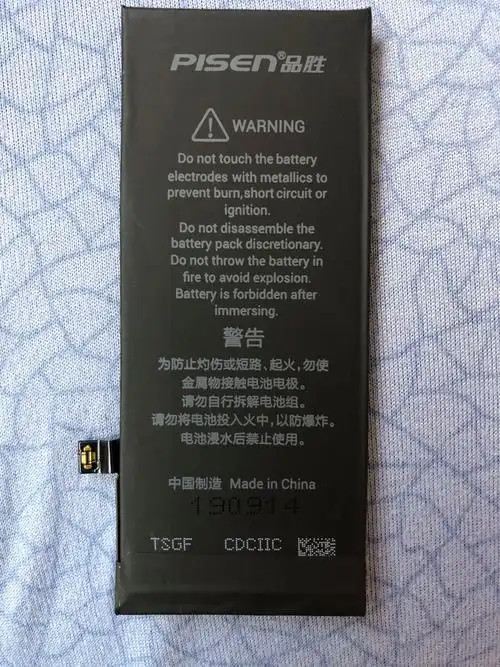 PISEN®品胜
WARNING
Do not touch the battery
electrodes with metallics to
prevent burn,short circuit or
ignition.
Do not disassemble the
battery pack discretionary.
Do not throw the battery in
fire to avoid explosion.
Battery is forbidden after
immersing.
警告
为防止灼伤或短路、起火，勿使
金属物接触电池电极。
请勿自行拆解电池组。
请勿将电池投入火中，以防爆炸。
电池浸水后禁止使用。
中国制造 Made in China
190914
TSGF CDCIIC